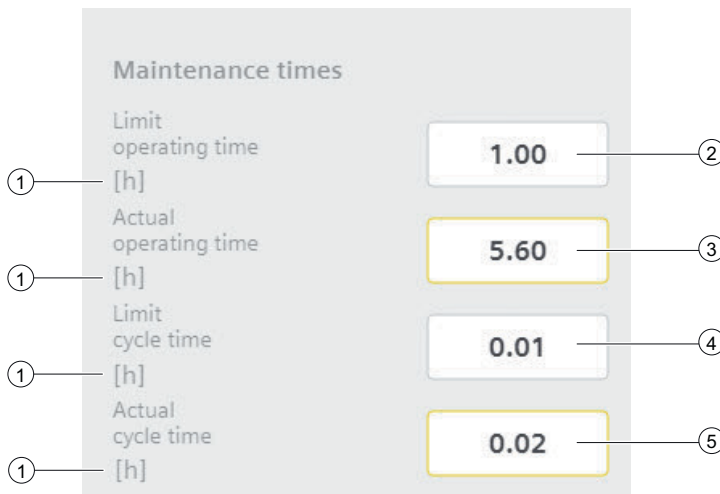 Maintenance times
Limit
operating time
1.00
2
1
[h]
Actual
operating time
5.60
3
1
[h]
Limit
cycle time
0.01
4
1
[h]
Actual
cycle time
0.02
5
1
[h]